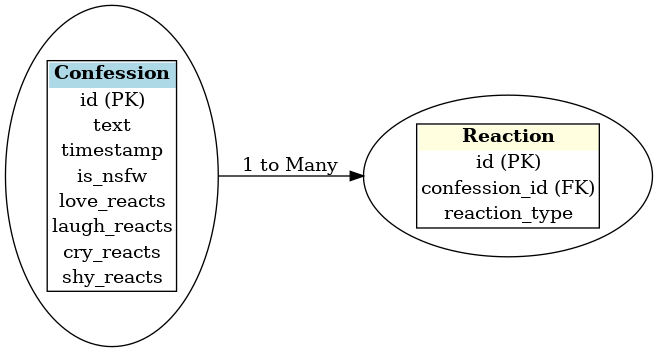 Confession
id (PK)
text
timestamp
is_nsfw
love_reacts
laugh_reacts
cry_reacts
shy_reacts
1 to Many
Reaction
id (PK)
confession_id (FK)
reaction_type